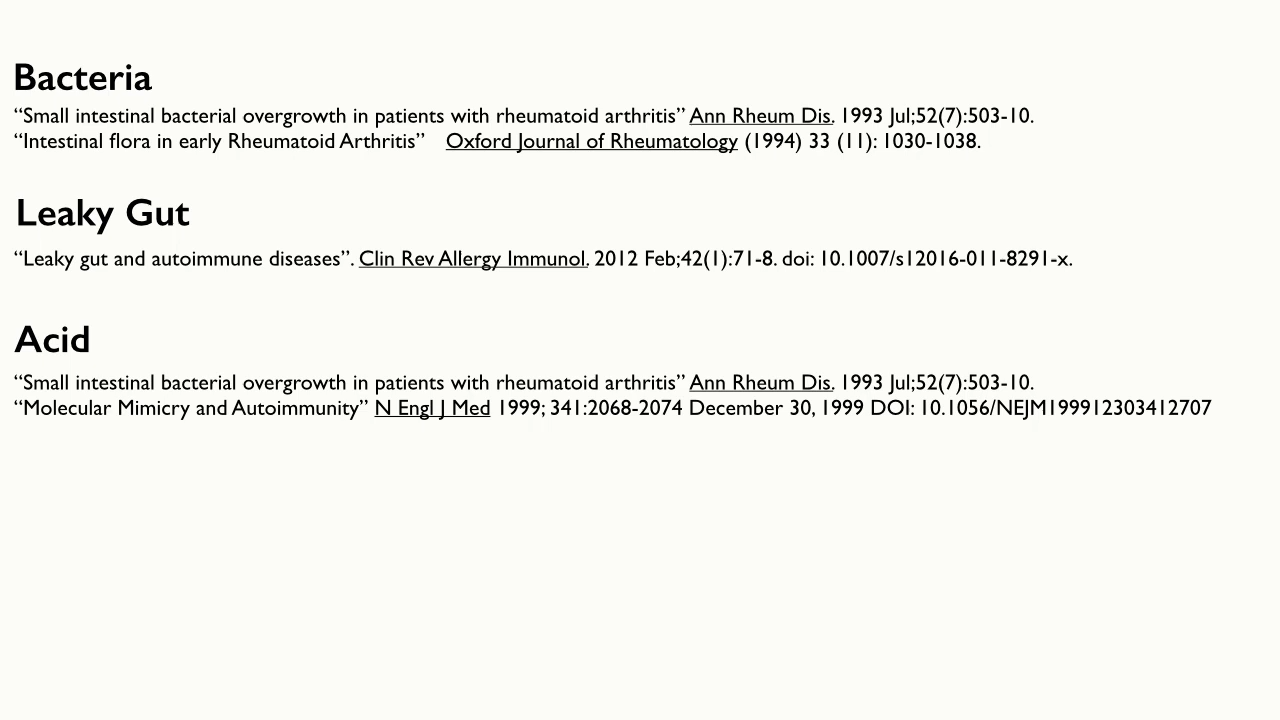 Bacteria
“Small intestinal bacterial overgrowth in patients with rheumatoid arthritis” Ann Rheum Dis. 1993 Jul;52(7):503-10.
“Intestinal flora in early Rheumatoid Arthritis” Oxford Journal of Rheumatology (1994) 33 (11): 1030-1038.
Leaky Gut
“Leaky gut and autoimmune diseases”. Clin Rev Allergy Immunol. 2012 Feb;42(1):71-8. doi: 10.1007/s12016-011-8291-x.
Acid
“Small intestinal bacterial overgrowth in patients with rheumatoid arthritis” Ann Rheum Dis. 1993 Jul;52(7):503-10.
“Molecular Mimicry and Autoimmunity” N Engl J Med 1999; 341:2068-2074 December 30, 1999 DOI: 10.1056/NEJM199912303412707